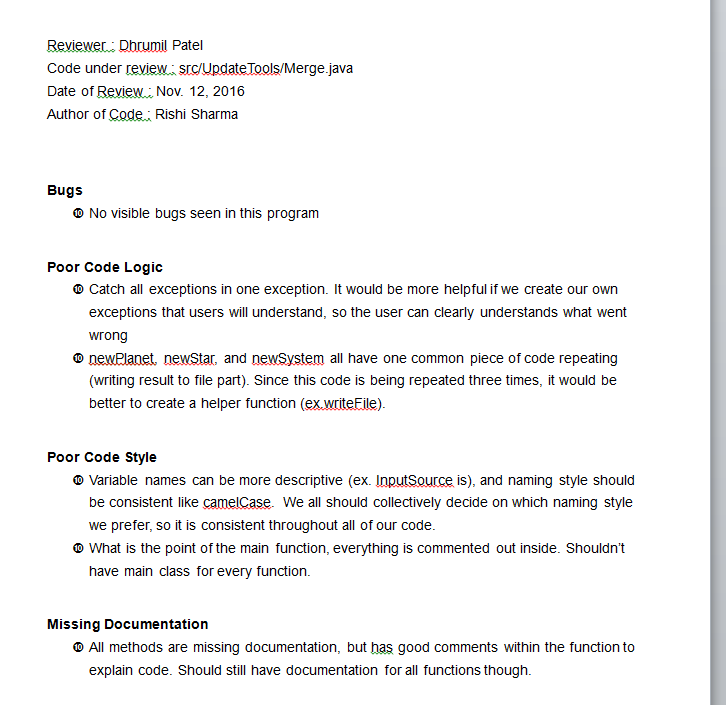 Reviewer : Dhrumil Patel
Code under review : src/UpdateTools/Merge.java
Date of Review : Nov. 12, 2016
Author of Code : Rishi Sharma
Bugs
❿ No visible bugs seen in this program
Poor Code Logic
❿ Catch all exceptions in one exception. It would be more helpful if we create our own
exceptions that users will understand, so the user can clearly understands what went
wrong
❿ newPlanet, newStar, and newSystem all have one common piece of code repeating
(writing result to file part). Since this code is being repeated three times, it would be
better to create a helper function (ex.writeFile).
Poor Code Style
❿ Variable names can be more descriptive (ex. InputSource is), and naming style should
be consistent like camelCase. We all should collectively decide on which naming style
we prefer, so it is consistent throughout all of our code.
❿ What is the point of the main function, everything is commented out inside. Shouldn't
have main class for every function.
Missing Documentation
❿ All methods are missing documentation, but has good comments within the function to
explain code. Should still have documentation for all functions though.